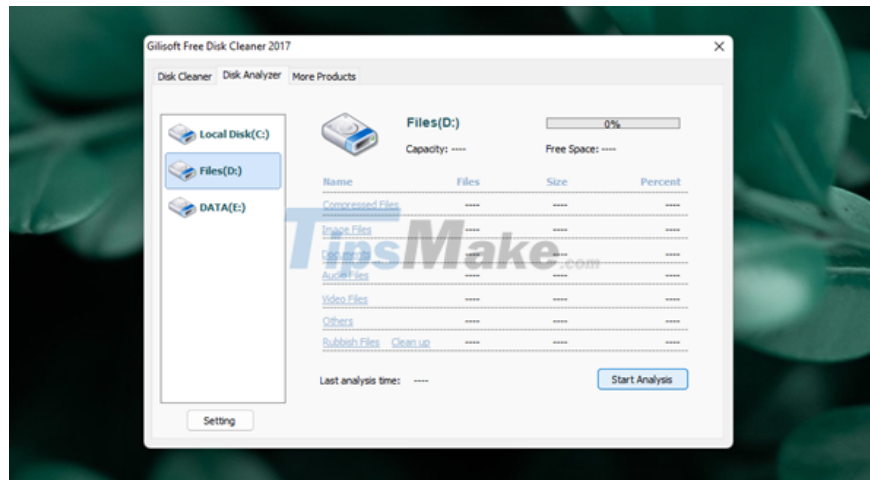 Gilisoft Free Disk Cleaner 2017
Disk Cleaner Disk Analyzer More Products
Local Disk(C:)
Files(D:)
DATA(E:)
Setting
Files(D:) 0%
Capacity: ---- Free Space: ----
Name Files Size Percent
Compressed Files ---- ---- ----
Image Files ---- ---- ----
Documents ---- ---- ----
Audio Files ---- ---- ----
Video Files ---- ---- ----
Others ---- ---- ----
Rubbish Files Clean up ---- ---- ----
Last analysis time: ---- Start Analysis
TipsMake.com